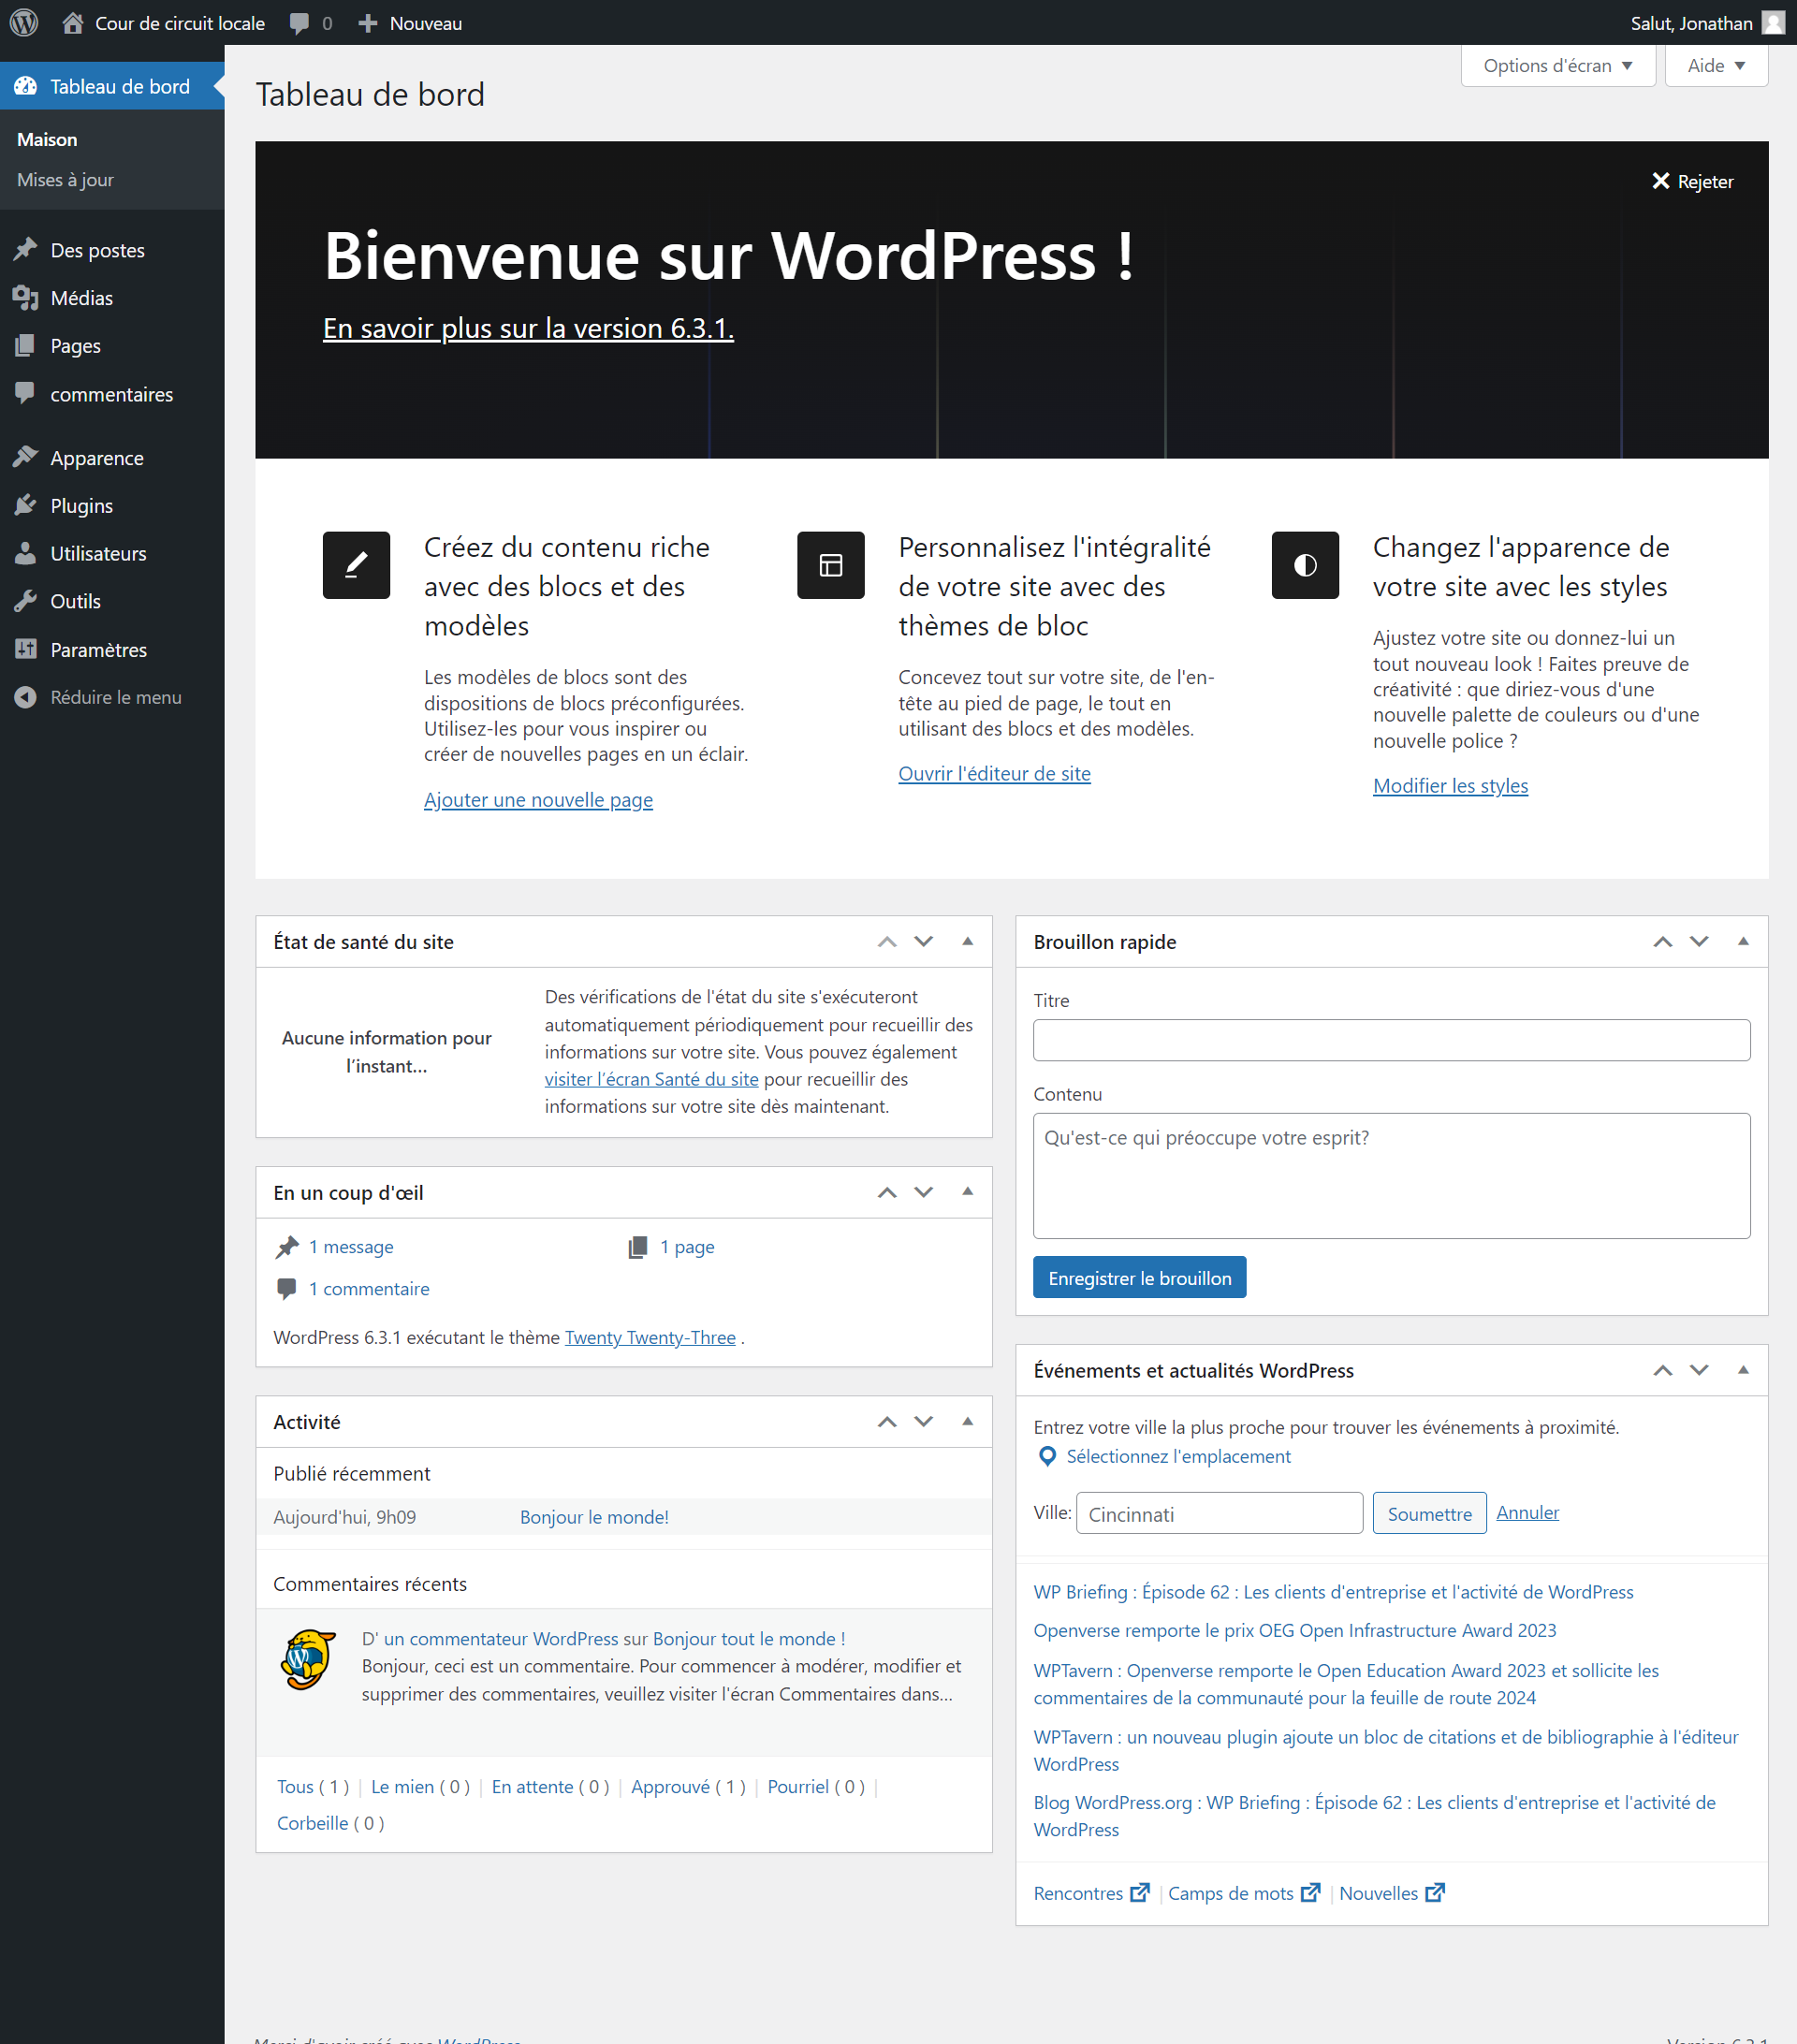 Cour de circuit locale
0
Nouveau
Salut, Jonathan
Tableau de bord
Maison
Mises à jour
Des postes
Médias
Pages
commentaires
Apparence
Plugins
Utilisateurs
Outils
Paramètres
Réduire le menu
Options d'écran
Aide
Tableau de bord
Rejeter
Bienvenue sur WordPress !
En savoir plus sur la version 6.3.1.
Créez du contenu riche
avec des blocs et des
modèles
Les modèles de blocs sont des
dispositions de blocs préconfigurées.
Utilisez-les pour vous inspirer ou
créer de nouvelles pages en un éclair.
Ajouter une nouvelle page
Personnalisez l'intégralité
de votre site avec des
thèmes de bloc
Concevez tout sur votre site, de l'en-
tête au pied de page, le tout en
utilisant des blocs et des modèles.
Ouvrir l'éditeur de site
Changez l'apparence de
votre site avec les styles
Ajustez votre site ou donnez-lui un
tout nouveau look ! Faites preuve de
créativité : que diriez-vous d'une
nouvelle palette de couleurs ou d'une
nouvelle police ?
Modifier les styles
État de santé du site
Aucune information pour
l’instant...
Des vérifications de l'état du site s'exécuteront
automatiquement périodiquement pour recueillir des
informations sur votre site. Vous pouvez également
visiter l’écran Santé du site pour recueillir des
informations sur votre site dès maintenant.
En un coup d'œil
1 message
1 page
1 commentaire
WordPress 6.3.1 exécutant le thème Twenty Twenty-Three .
Activité
Publié récemment
Aujourd'hui, 9h09
Bonjour le monde!
Commentaires récents
D' un commentateur WordPress sur Bonjour tout le monde !
Bonjour, ceci est un commentaire. Pour commencer à modérer, modifier et
supprimer des commentaires, veuillez visiter l'écran Commentaires dans...
Tous ( 1 ) | Le mien ( 0 ) | En attente ( 0 ) | Approuvé ( 1 ) | Pourriel ( 0 ) |
Corbeille ( 0 )
Brouillon rapide
Titre
Contenu
Qu'est-ce qui préoccupe votre esprit?
Enregistrer le brouillon
Événements et actualités WordPress
Entrez votre ville la plus proche pour trouver les événements à proximité.
Sélectionnez l'emplacement
Ville: Cincinnati Soumettre Annuler
WP Briefing : Épisode 62 : Les clients d'entreprise et l'activité de WordPress
Openverse remporte le prix OEG Open Infrastructure Award 2023
WPTavern : Openverse remporte le Open Education Award 2023 et sollicite les
commentaires de la communauté pour la feuille de route 2024
WPTavern : un nouveau plugin ajoute un bloc de citations et de bibliographie à l'éditeur
WordPress
Blog WordPress.org : WP Briefing : Épisode 62 : Les clients d'entreprise et l'activité de
WordPress
Rencontres | Camps de mots | Nouvelles
Merci d'avoir créé avec WordPress
Version 6.3.1